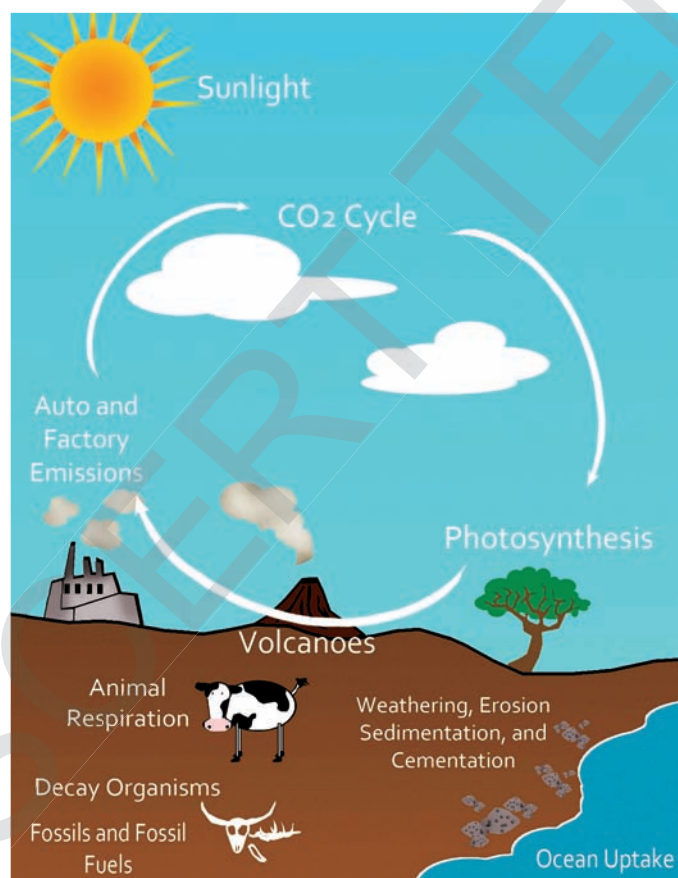 Sunlight
CO2 Cycle
Auto and
Factory
Emissions
Photosynthesis
Volcanoes
Animal
Respiration
Weathering, Erosion
Sedimentation, and
Cementation
Decay Organisms
Fossils and Fossil
Fuels
Ocean Uptake